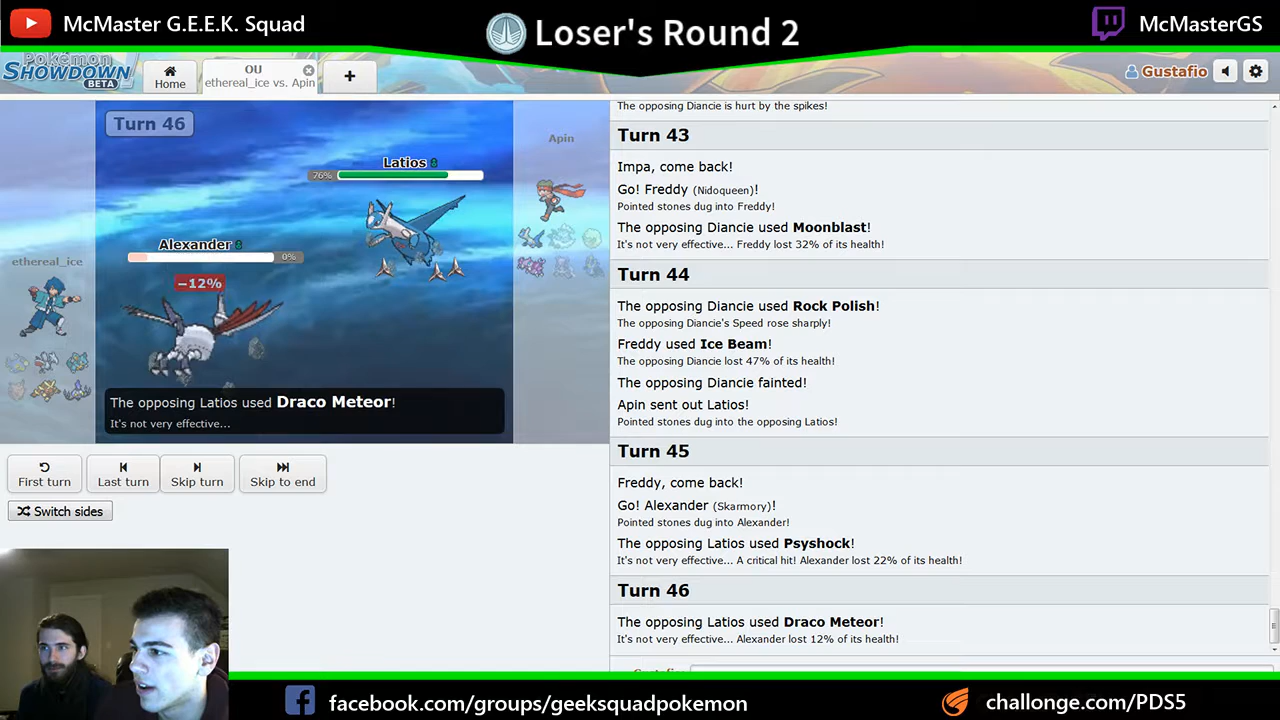 McMaster G.E.E.K. Squad
Loser's Round 2
McMasterGS
Pokémon
SHOWDOWN
BETA
Home
OU
ethereal_ice vs. Apin
Gustafio
Turn 46
Latios
76%
Alexander
0%
−12%
ethereal_ice
Apin
The opposing Latios used Draco Meteor!
It's not very effective...
First turn
Last turn
Skip turn
Skip to end
Switch sides
The opposing Diancie is hurt by the spikes!
Turn 43
Impa, come back!
Go! Freddy (Nidoqueen)!
Pointed stones dug into Freddy!
The opposing Diancie used Moonblast!
It's not very effective... Freddy lost 32% of its health!
Turn 44
The opposing Diancie used Rock Polish!
The opposing Diancie's Speed rose sharply!
Freddy used Ice Beam!
The opposing Diancie lost 47% of its health!
The opposing Diancie fainted!
Apin sent out Latios!
Pointed stones dug into the opposing Latios!
Turn 45
Freddy, come back!
Go! Alexander (Skarmory)!
Pointed stones dug into Alexander!
The opposing Latios used Psyshock!
It's not very effective... A critical hit! Alexander lost 22% of its health!
Turn 46
The opposing Latios used Draco Meteor!
It's not very effective... Alexander lost 12% of its health!
facebook.com/groups/geeksquadpokemon
challonge.com/PDS5